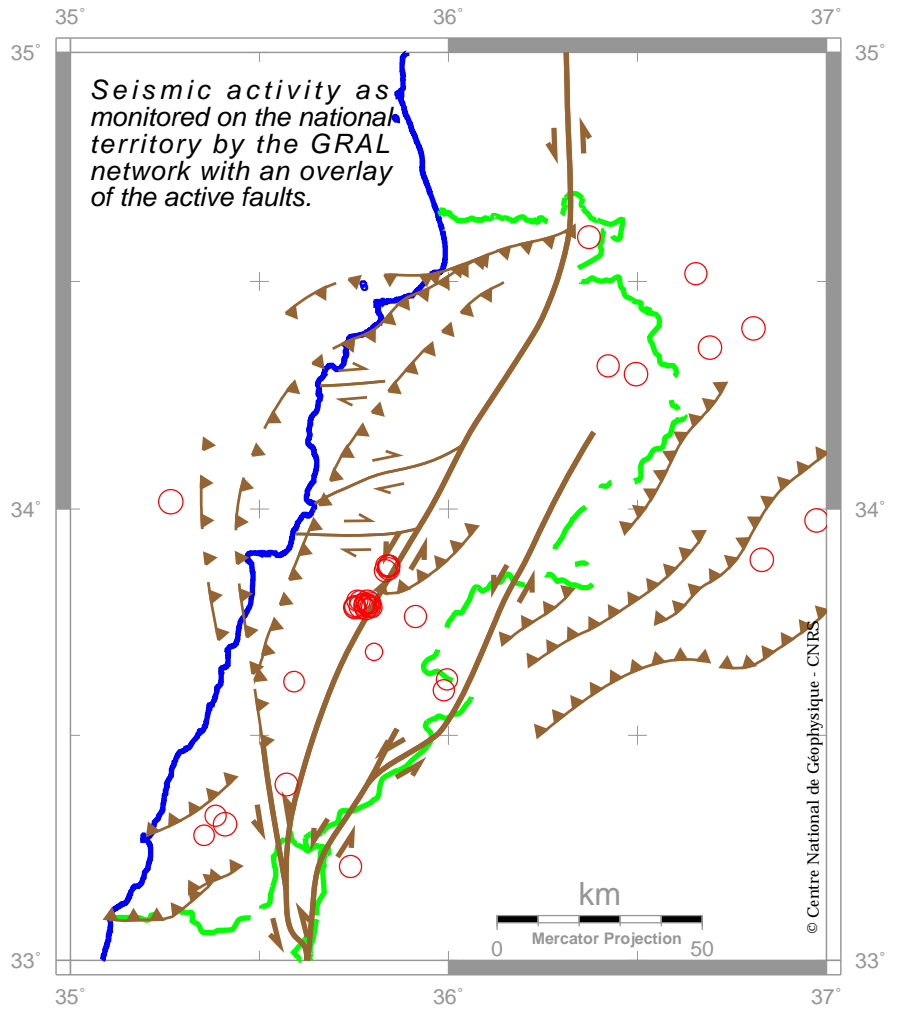 35°
36°
37°
35°
35°
Seismic activity as
monitored on the national
territory by the GRAL
network with an overlay
of the active faults.
34°
34°
© Centre National de Géophysique - CNRS
km
Mercator Projection
0
50
33°
33°
35°
36°
37°